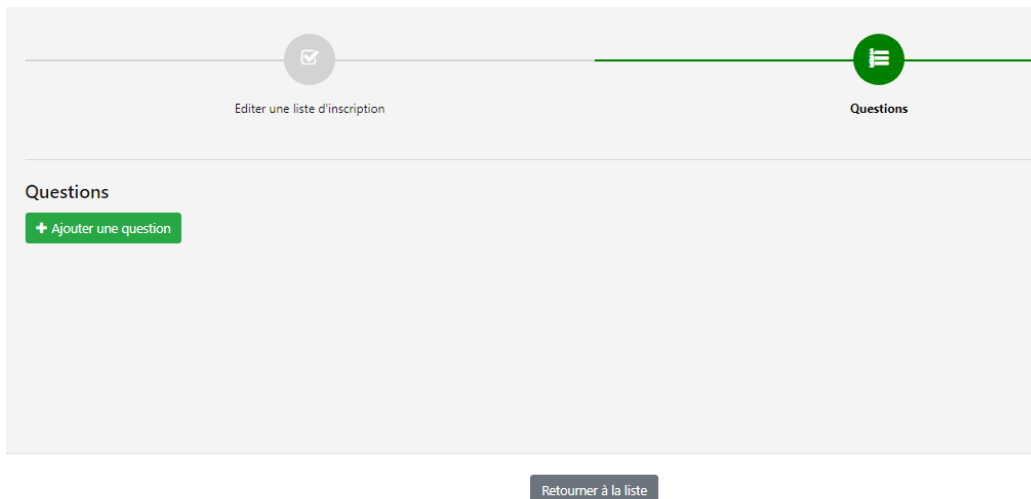 Editer une liste d'inscription
Questions
Questions
Ajouter une question
Retourner à la liste